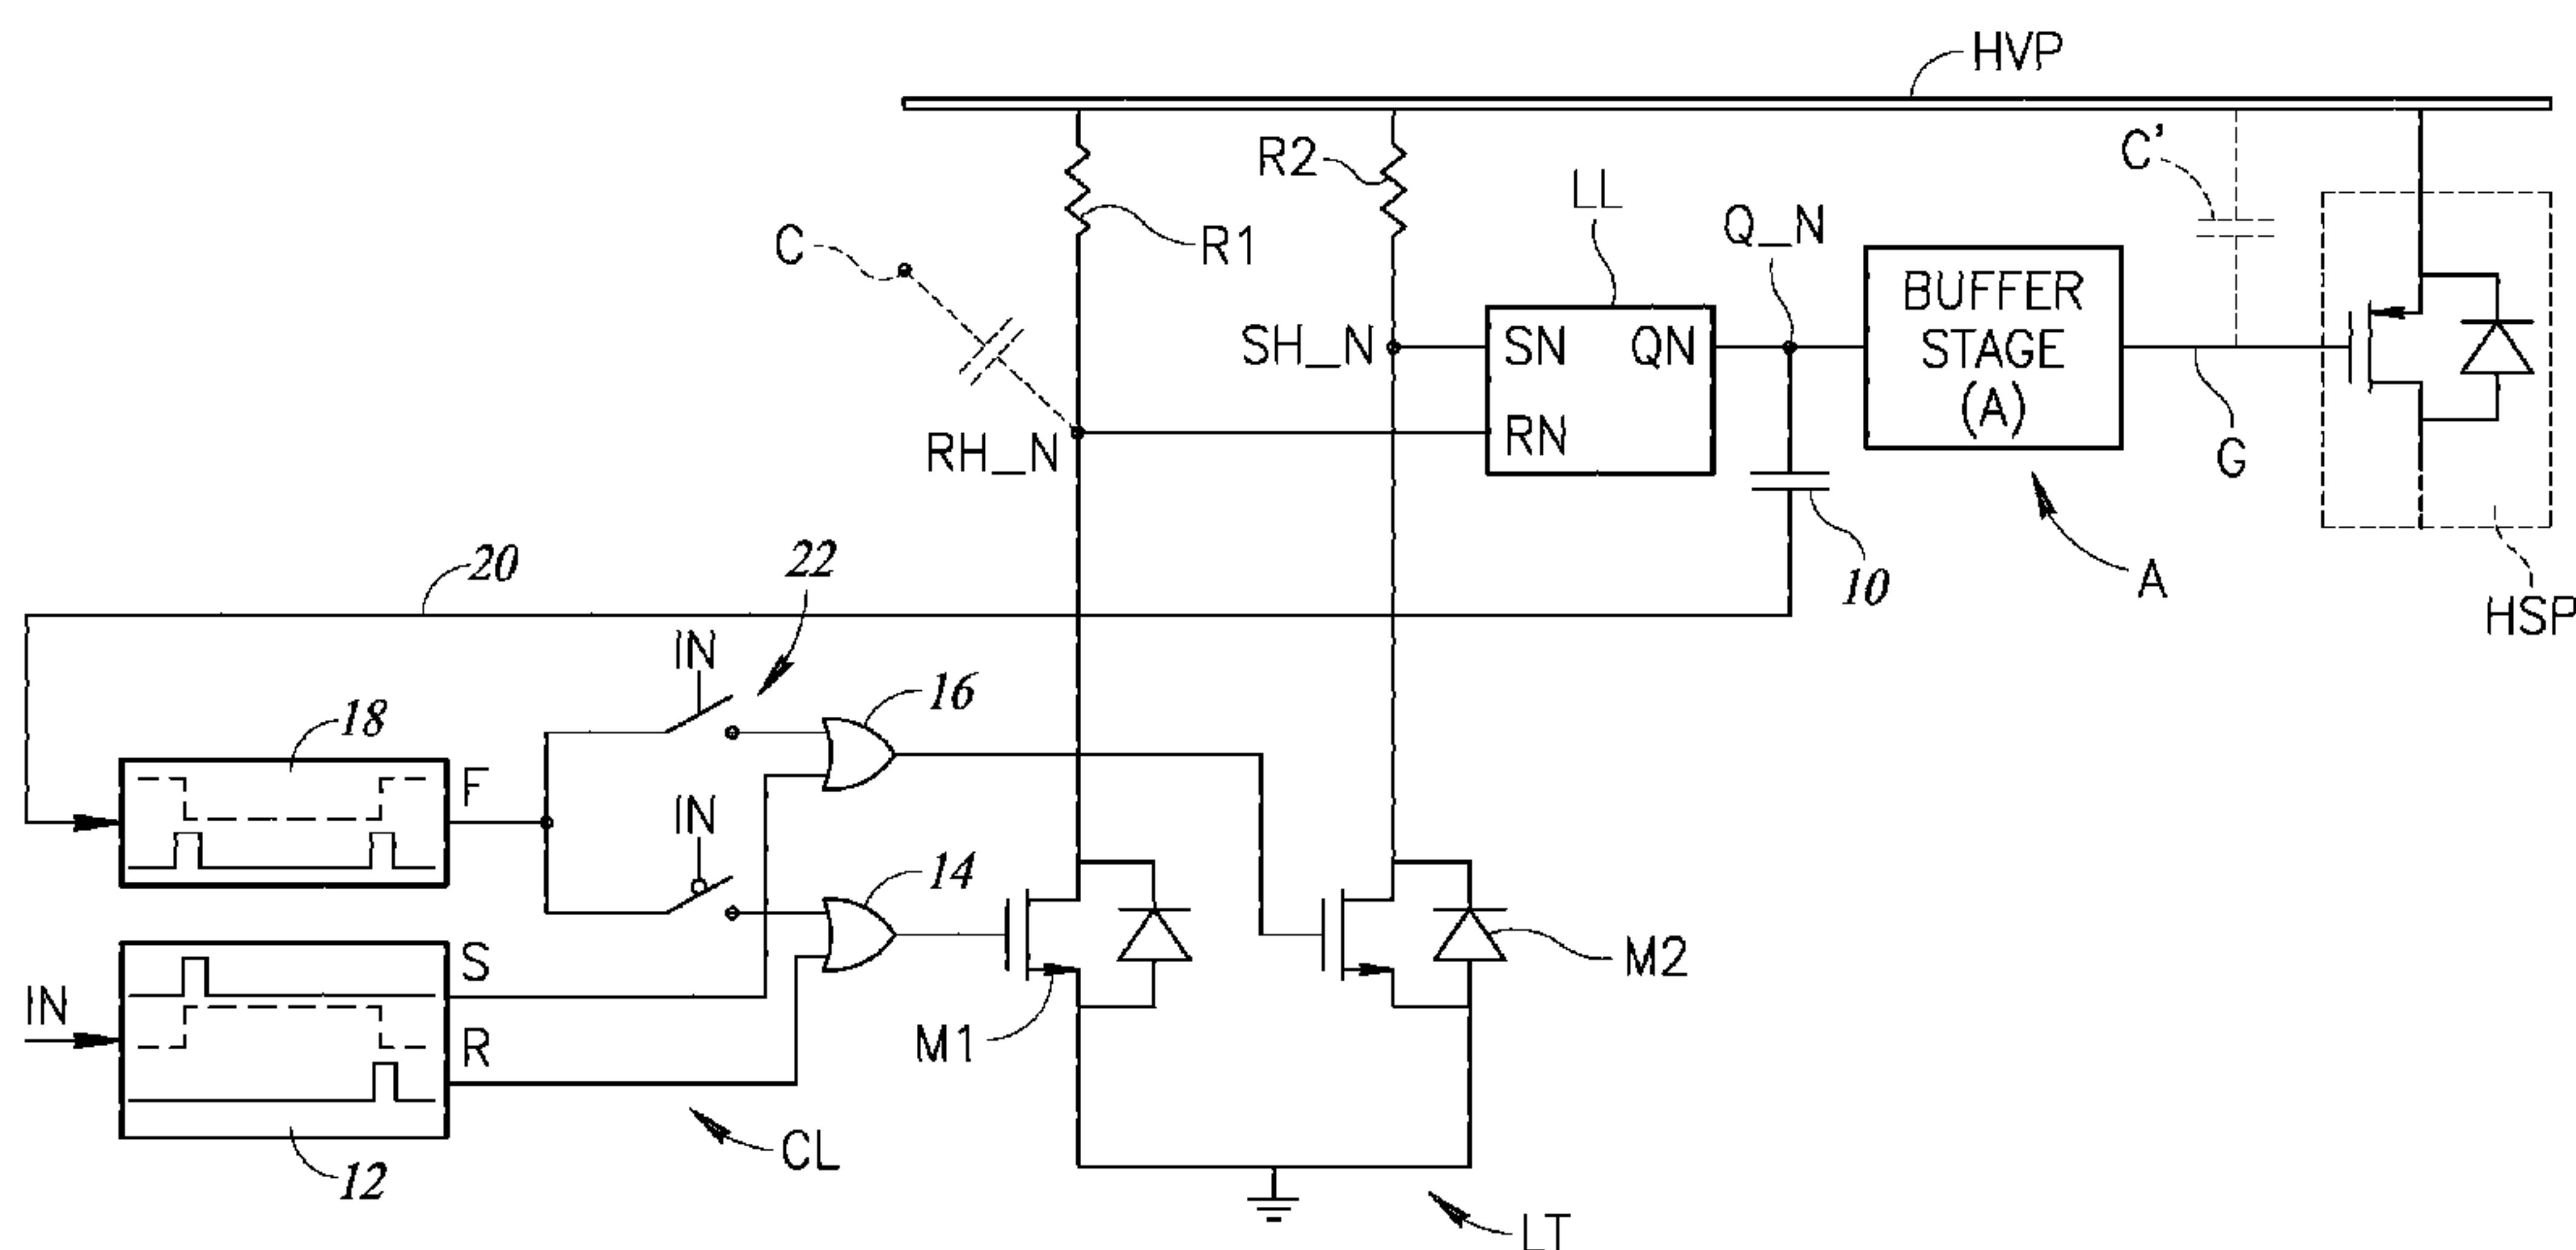 HVP
C'
R2
LL
Q_N
C
R1
BUFFER
STAGE
(A)
SH_N
SN
QN
RN
RH_N
G
20
22
10
A
HSP
IN
18
16
F
IN
14
S
M2
IN
R
M1
CL
12
LT